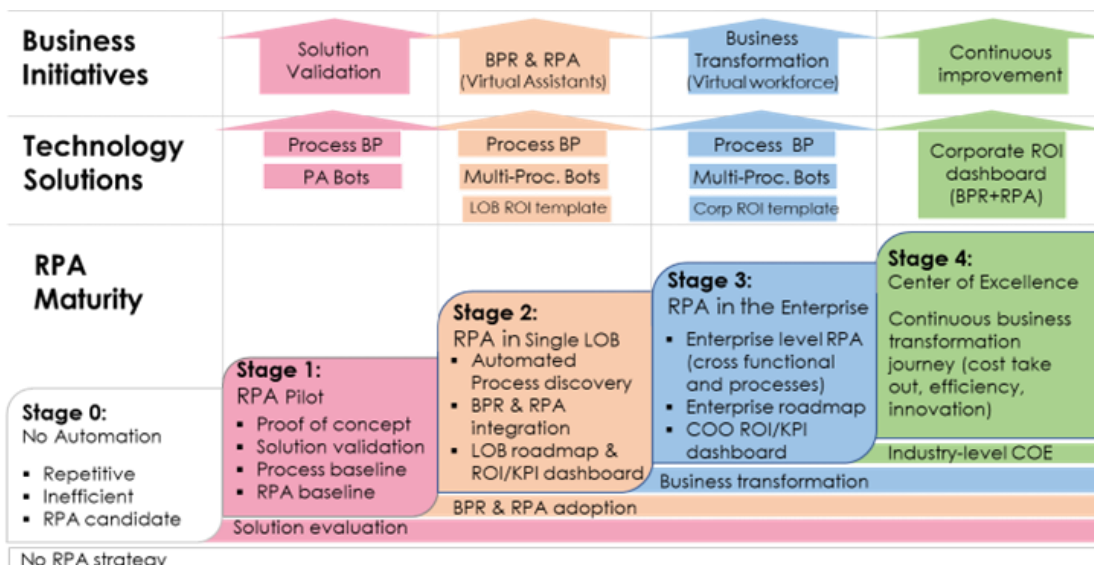 Business
Initiatives
Solution
Validation
BPR & RPA
(Virtual Assistants)
Business
Transformation
(Virtual workforce)
Continuous
improvement
Technology
Solutions
Process BP
PA Bots
Process BP
Multi-Proc. Bots
LOB ROI template
Process BP
Multi-Proc. Bots
Corp ROI template
Corporate ROI
dashboard
(BPR+RPA)
RPA
Maturity
Stage 0:
No Automation
▪ Repetitive
▪ Inefficient
▪ RPA candidate
Stage 1:
RPA Pilot
▪ Proof of concept
▪ Solution validation
▪ Process baseline
▪ RPA baseline
Stage 2:
RPA in Single LOB
▪ Automated
Process discovery
▪ BPR & RPA
integration
▪ LOB roadmap &
ROI/KPI dashboard
Stage 3:
RPA in the Enterprise
▪ Enterprise level RPA
(cross functional
and processes)
▪ Enterprise roadmap
▪ COO ROI/KPI
dashboard
Stage 4:
Center of Excellence
Continuous business
transformation
journey (cost take
out, efficiency,
innovation)
Industry-level COE
Business transformation
BPR & RPA adoption
Solution evaluation
No RPA strategy